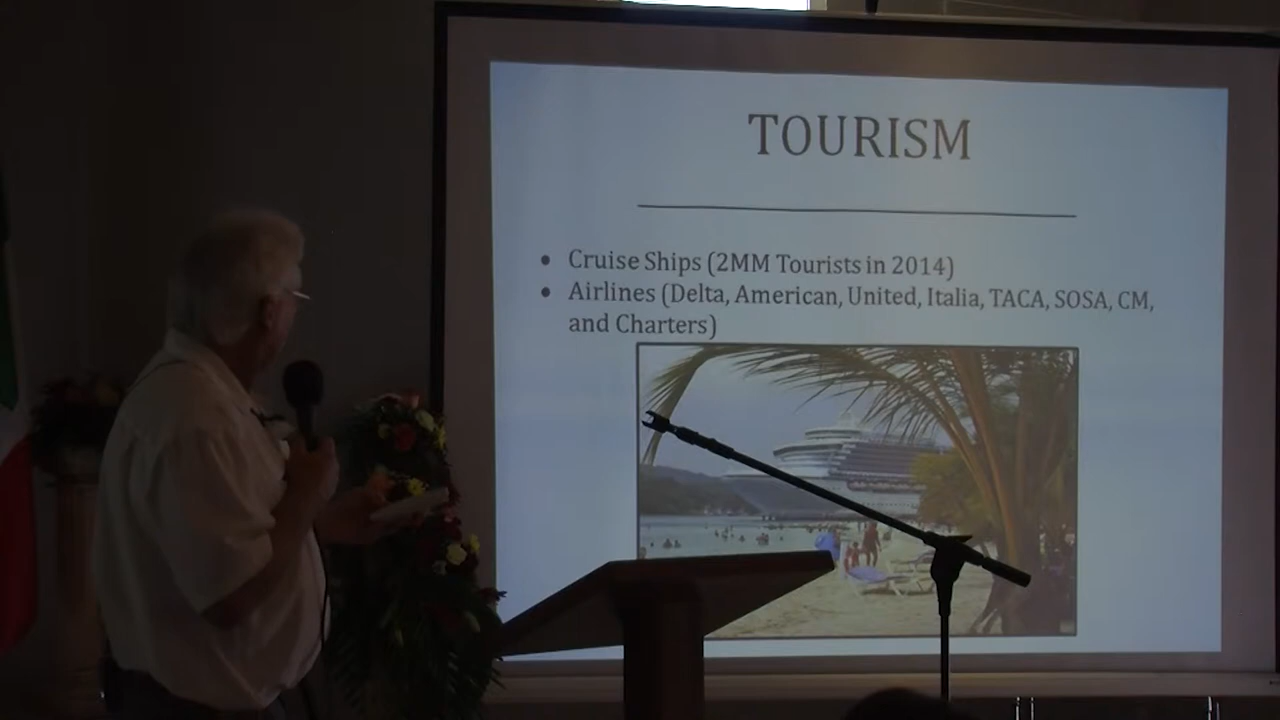 TOURISM
• Cruise Ships (2MM Tourists in 2014)
• Airlines (Delta, American, United, Italia, TACA, SOSA, CM,
and Charters)